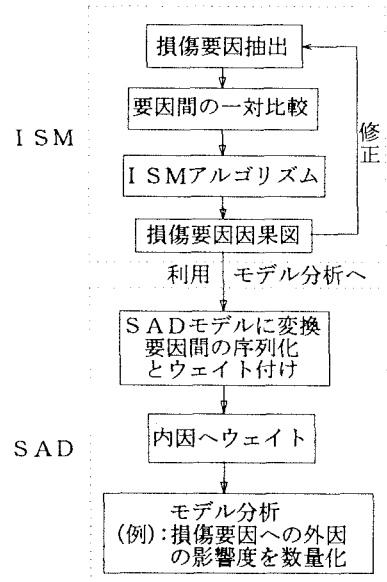 損傷要因抽出
要因間の一対比較
ISM
修正
ISMアルゴリズム
損傷要因因果図
利用 モデル分析へ
SADモデルに変換
要因間の序列化
とウェイト付け
内因へウェイト
SAD
モデル分析
(例):損傷要因への外因
の影響度を数量化